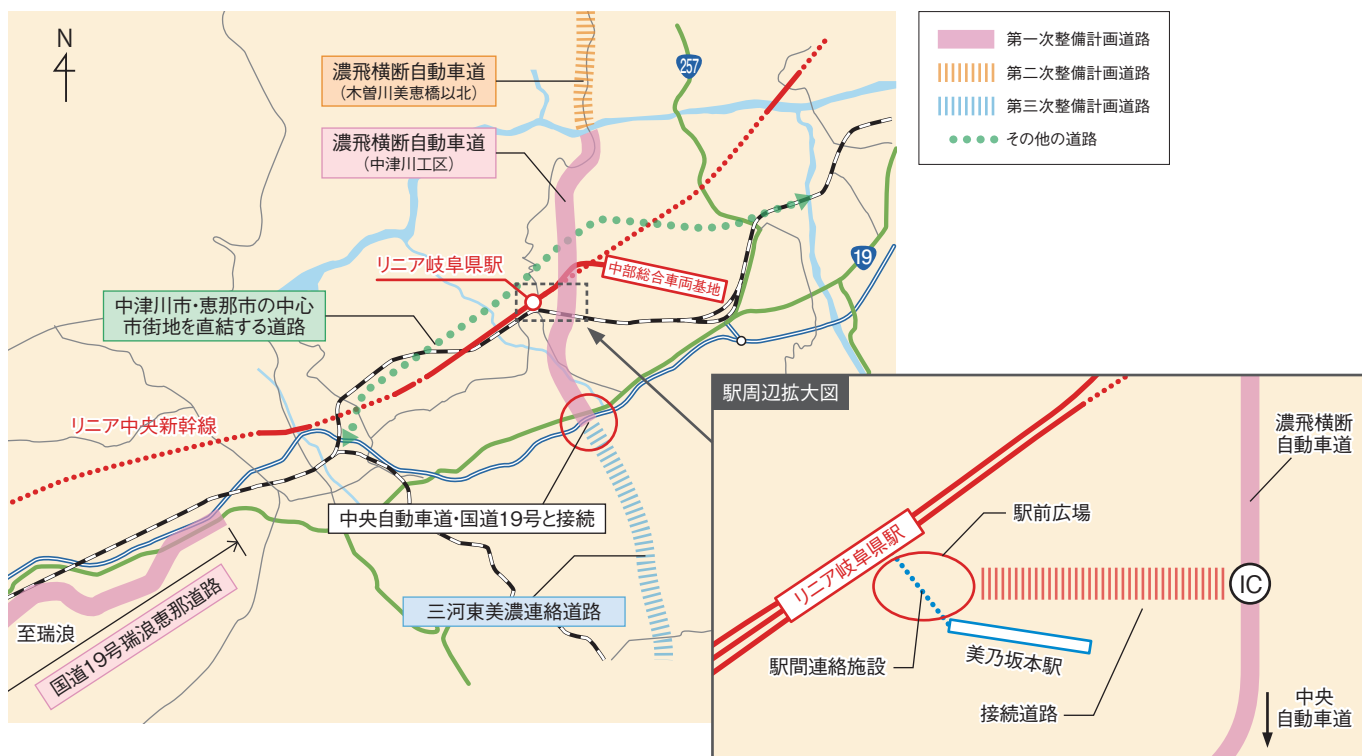 N
濃飛横断自動車道
(木曽川美恵橋以北)
257
濃飛横断自動車道
(中津川工区)
リニア岐阜県駅
中部総合車両基地
19
中津川市・恵那市の中心
市街地を直結する道路
リニア中央新幹線
中央自動車道・国道19号と接続
三河東美濃連絡道路
至瑞浪
国道19号瑞浪恵那道路
第一次整備計画道路
第二次整備計画道路
第三次整備計画道路
その他の道路
駅周辺拡大図
濃飛横断
自動車道
駅前広場
リニア岐阜県駅
IC
駅間連絡施設
美乃坂本駅
接続道路
中央
自動車道